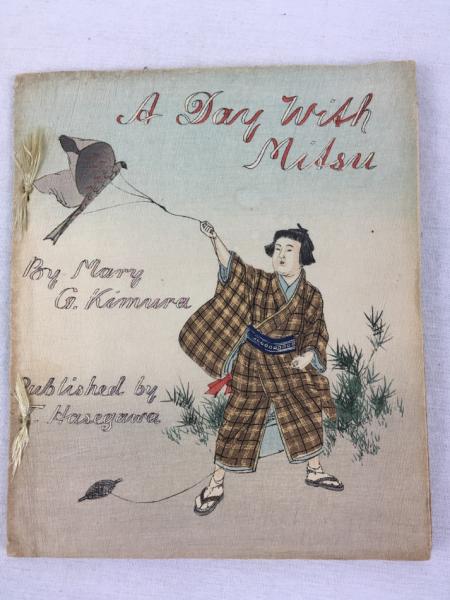 A Day With
Mitsu
By Mary
G. Kimura
Published by
T. Hasegawa